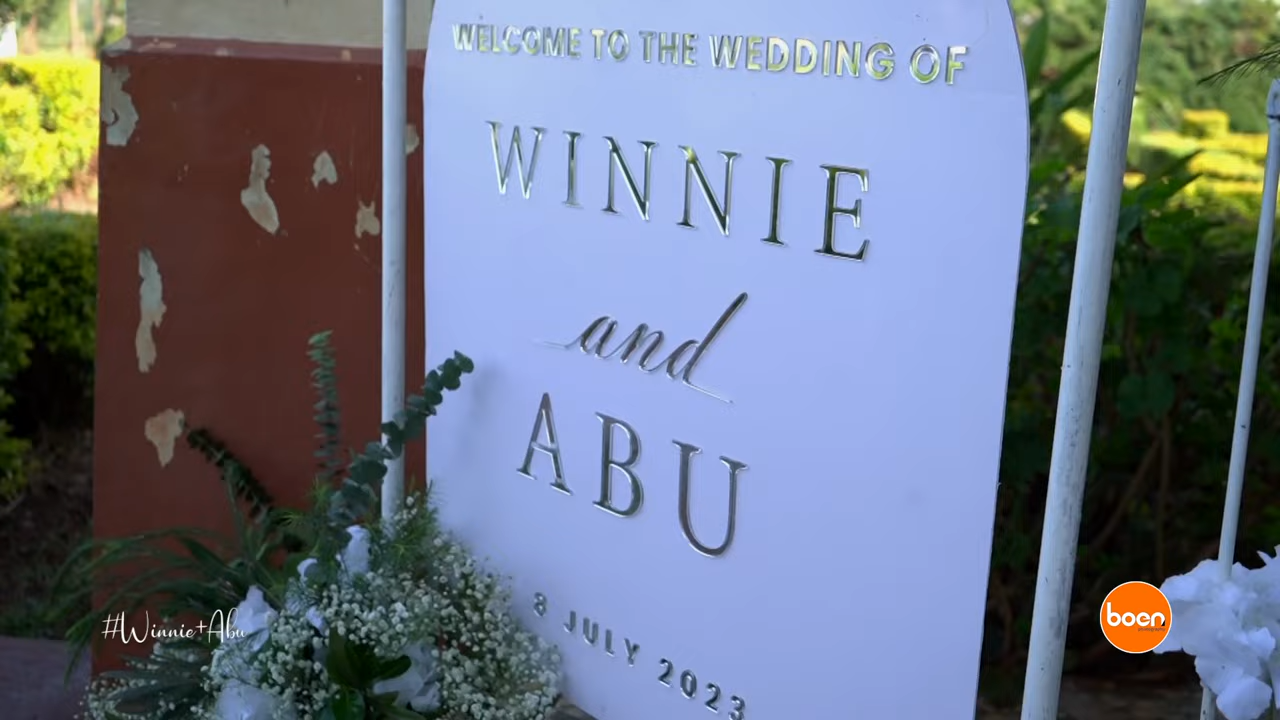 WELCOME TO THE WEDDING OF
WINNIE
and
ABU
8 JULY 2023
#Winnie+Abu
boen